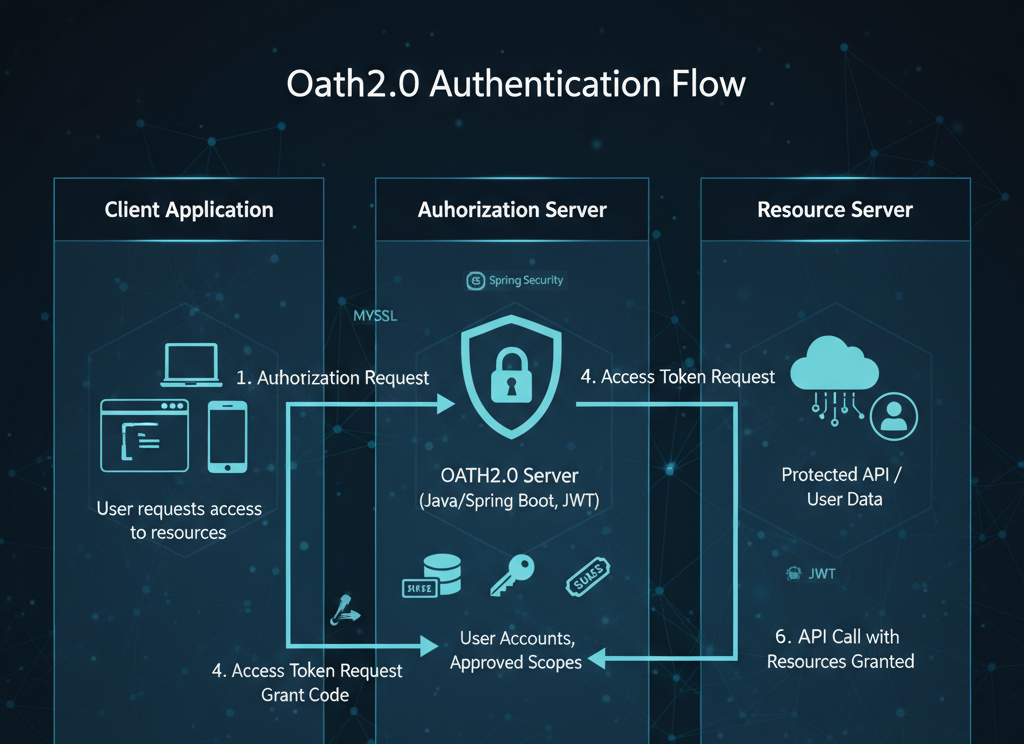 Oath2.0 Authentication Flow
Client Application
Auhorization Server
Resource Server
Spring Security
MYSSL
1. Auhorization Request
4. Access Token Request
OATH2.0 Server
(Java/Spring Boot, JWT)
Protected API /
User Data
User requests access
to resources
JWT
User Accounts,
Approved Scopes
6. API Call with
Resources Granted
4. Access Token Request
Grant Code